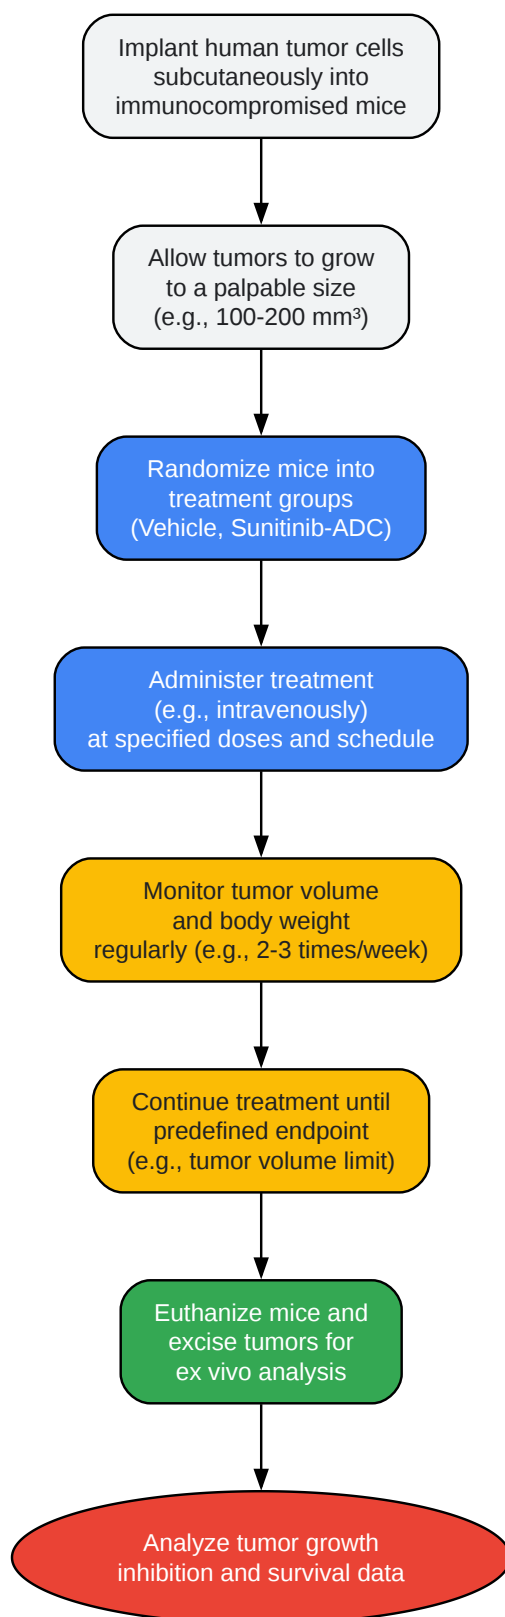 Implant human tumor cells
subcutaneously into
immunocompromised mice
Allow tumors to grow
to a palpable size
(e.g., 100-200 mm³)
Randomize mice into
treatment groups
(Vehicle, Sunitinib-ADC)
Administer treatment
(e.g., intravenously)
at specified doses and schedule
Monitor tumor volume
and body weight
regularly (e.g., 2-3 times/week)
Continue treatment until
predefined endpoint
(e.g., tumor volume limit)
Euthanize mice and
excise tumors for
ex vivo analysis
Analyze tumor growth
inhibition and survival data